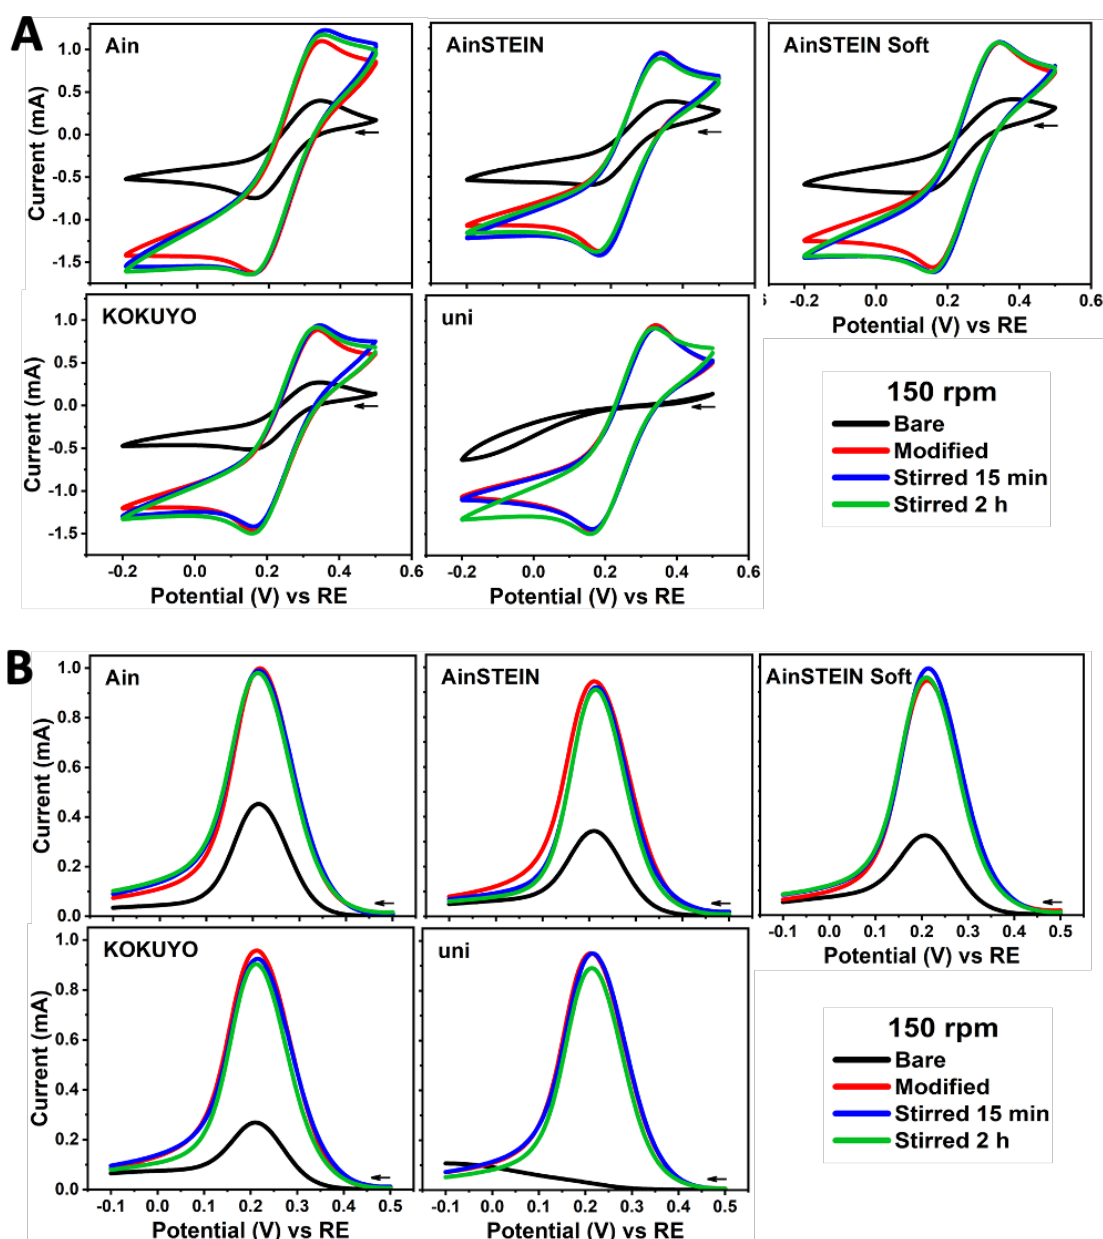 A
Ain
AinSTEIN
AinSTEIN Soft
1.0
0.5
0.0
-0.5
-1.0
-1.5
Current (mA)
KOKUYO
uni
0.0 0.2 0.4 0.6
-0.2
Potential (V) vs RE
1.0
0.5
0.0
-0.5
-1.0
-1.5
Current (mA)
-0.2 0.0 0.2 0.4 0.6
-0.2 0.0 0.2 0.4 0.6
Potential (V) vs RE
Potential (V) vs RE
150 rpm
Bare
Modified
Stirred 15 min
Stirred 2 h
B
Ain
AinSTEIN
AinSTEIN Soft
1.0
0.8
0.6
0.4
0.2
0.0
Current (mA)
-0.1 0.0 0.1 0.2 0.3 0.4 0.5
Potential (V) vs RE
KOKUYO
uni
1.0
0.8
0.6
0.4
0.2
0.0
Current (mA)
-0.1 0.0 0.1 0.2 0.3 0.4 0.5
-0.1 0.0 0.1 0.2 0.3 0.4 0.5
Potential (V) vs RE
Potential (V) vs RE
150 rpm
Bare
Modified
Stirred 15 min
Stirred 2 h